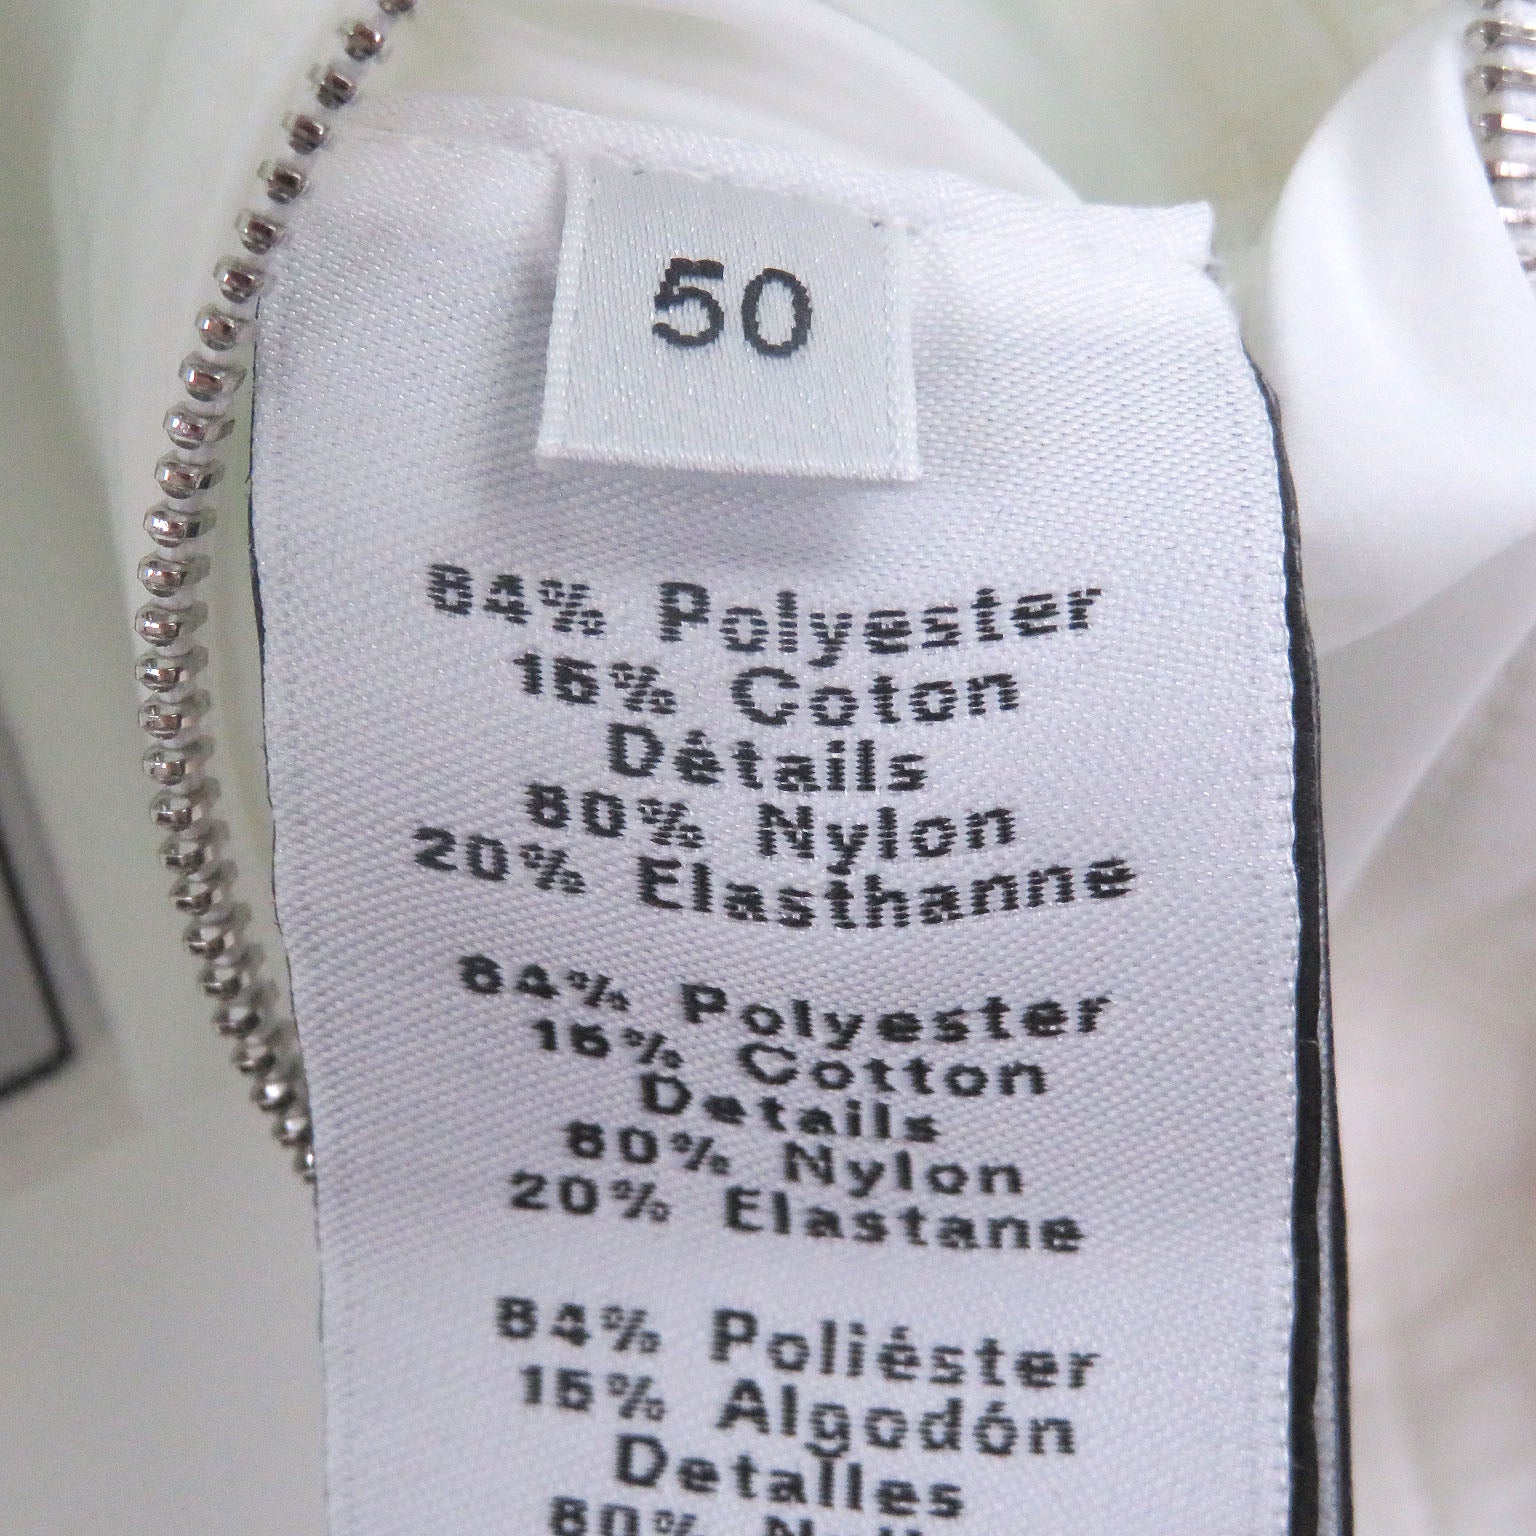 50
84% Polyester
16% Coton
Détails
80% Nylon
20% Elasthanne
84% Polyester
16% Cotton
Details
80% Nylon
20% Elastane
84% Poliéster
16% Algodón
Detalles
80%